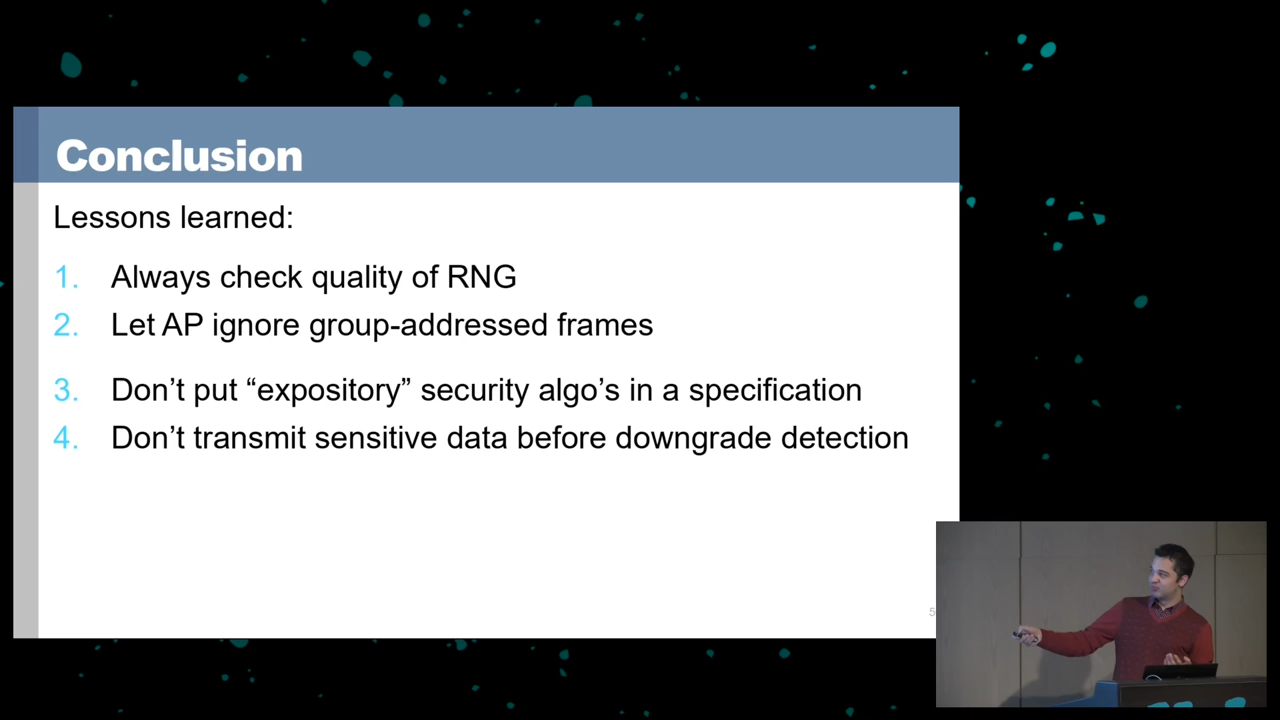 Conclusion
Lessons learned:
1. Always check quality of RNG
2. Let AP ignore group-addressed frames
3. Don’t put “expository” security algo’s in a specification
4. Don’t transmit sensitive data before downgrade detection